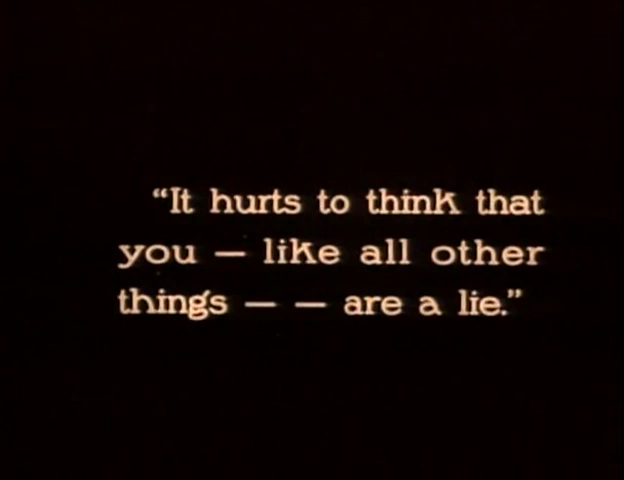 “It hurts to think that
you — like all other
things — — are a lie.”